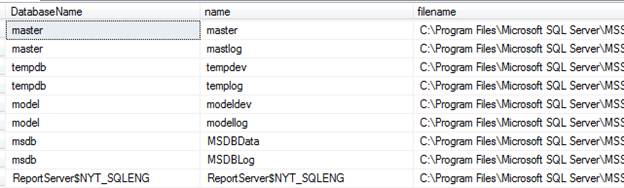 DatabaseName name filename
master master C:\Program Files\Microsoft SQL Server\MSS
master mastlog C:\Program Files\Microsoft SQL Server\MSS
tempdb tempdev C:\Program Files\Microsoft SQL Server\MSS
tempdb templog C:\Program Files\Microsoft SQL Server\MSS
model modeldev C:\Program Files\Microsoft SQL Server\MSS
model modellog C:\Program Files\Microsoft SQL Server\MSS
msdb MSDBData C:\Program Files\Microsoft SQL Server\MSS
msdb MSDBLog C:\Program Files\Microsoft SQL Server\MSS
ReportServer$NYT_SQLENG ReportServer$NYT_SQLENG C:\Program Files\Microsoft SQL Server\MSS